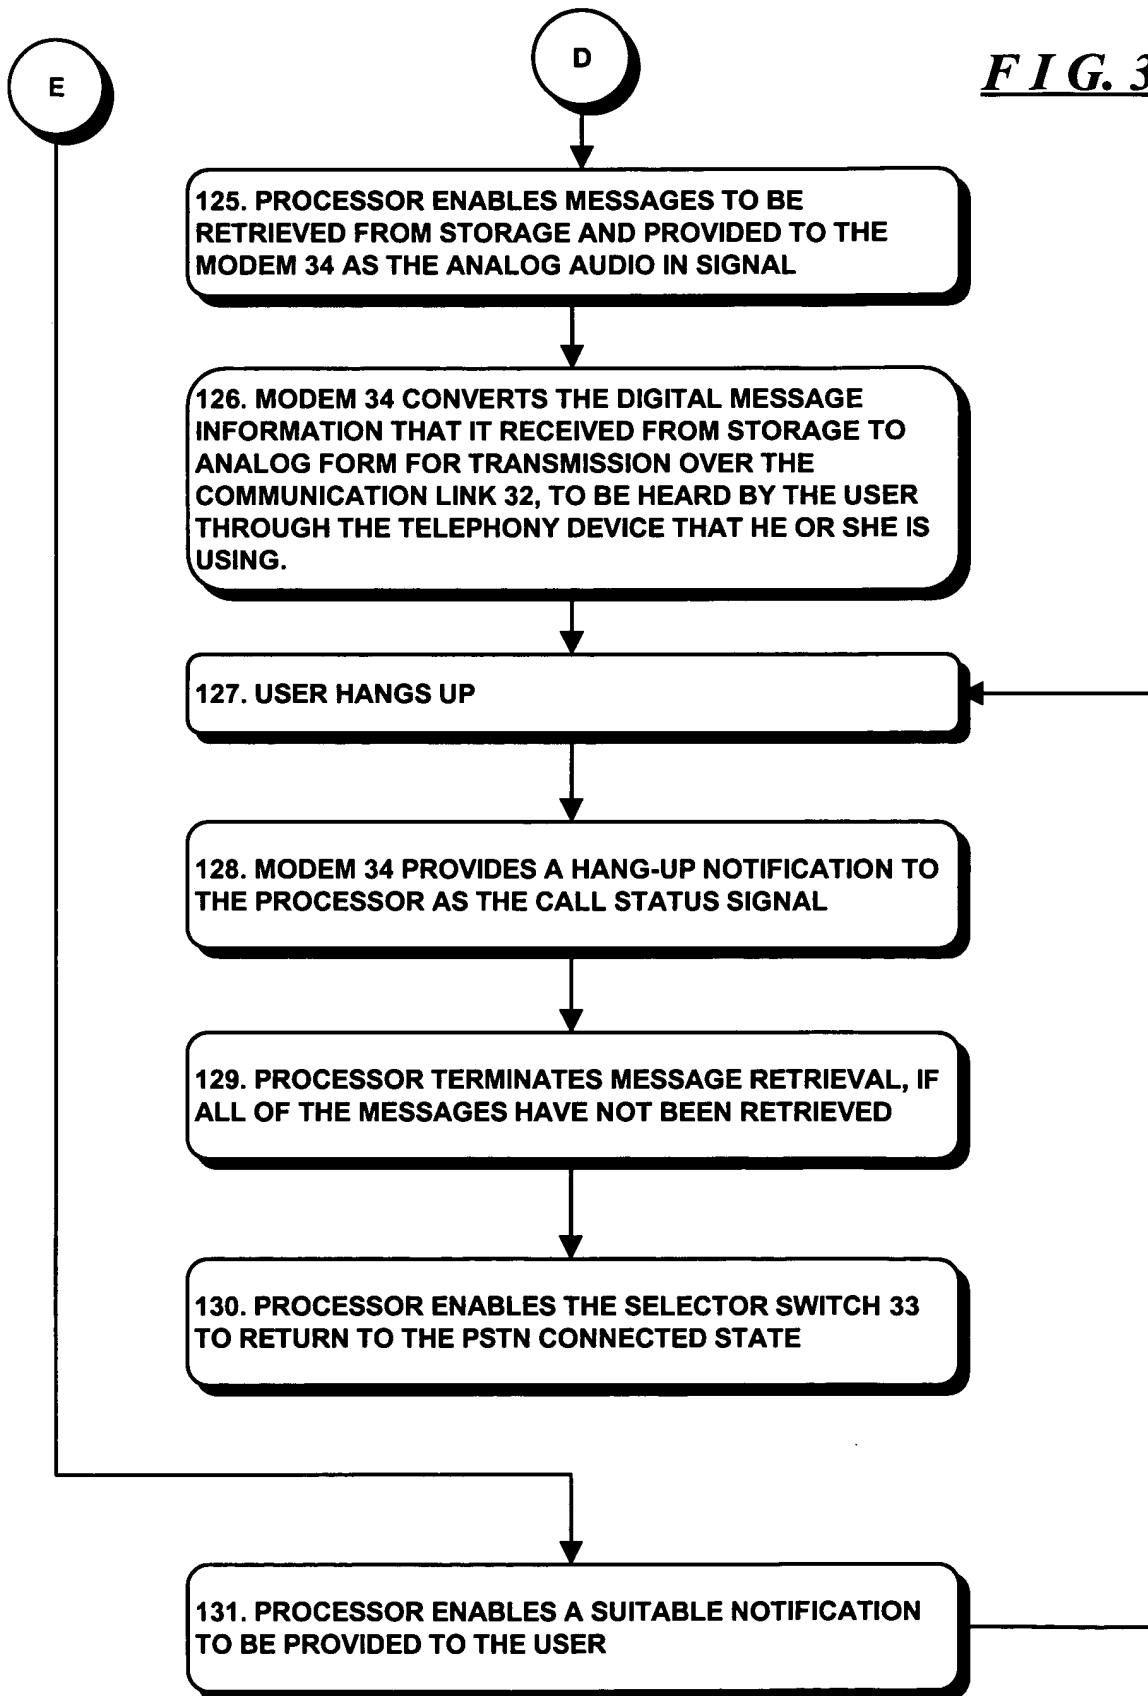 E
D
F I G. 3
125. PROCESSOR ENABLES MESSAGES TO BE
RETRIEVED FROM STORAGE AND PROVIDED TO THE
MODEM 34 AS THE ANALOG AUDIO IN SIGNAL
126. MODEM 34 CONVERTS THE DIGITAL MESSAGE
INFORMATION THAT IT RECEIVED FROM STORAGE TO
ANALOG FORM FOR TRANSMISSION OVER THE
COMMUNICATION LINK 32, TO BE HEARD BY THE USER
THROUGH THE TELEPHONY DEVICE THAT HE OR SHE IS
USING.
127. USER HANGS UP
128. MODEM 34 PROVIDES A HANG-UP NOTIFICATION TO
THE PROCESSOR AS THE CALL STATUS SIGNAL
129. PROCESSOR TERMINATES MESSAGE RETRIEVAL, IF
ALL OF THE MESSAGES HAVE NOT BEEN RETRIEVED
130. PROCESSOR ENABLES THE SELECTOR SWITCH 33
TO RETURN TO THE PSTN CONNECTED STATE
131. PROCESSOR ENABLES A SUITABLE NOTIFICATION
TO BE PROVIDED TO THE USER